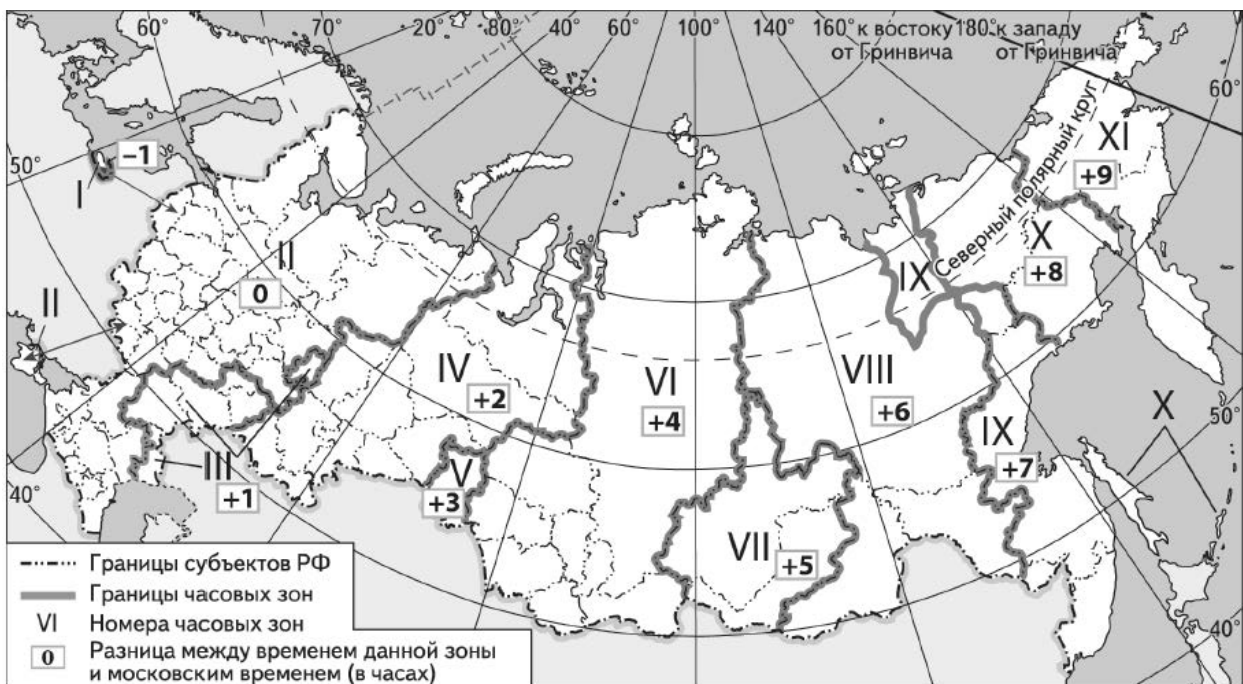 60°
70°
80°
100°
140°
160° к востоку
от Гринвича
180° к западу
от Гринвича
60°
50°
-1
I
II
0
II
40°
III
+1
IV
+2
V
+3
VI
+4
VII
+5
VIII
+6
IX
IX
+7
Северный полярный круг
X
+8
XI
+9
X
50°
40°
Границы субъектов РФ
Границы часовых зон
VI Номера часовых зон
0 Разница между временем данной зоны
и московским временем (в часах)